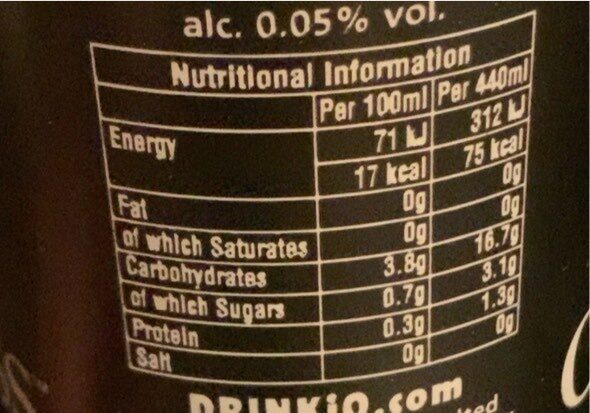 alc. 0.05% vol.
Nutritional Information
Per 100ml Per 440ml
Energy 71 kJ 312 kJ
17 kcal 75 kcal
Fat 0g 0g
of which Saturates 0g 0g
Carbohydrates 3.8g 16.7g
of which Sugars 0.7g 3.1g
Protein 0.3g 1.3g
Salt 0g 0g
DRINKiQ.com